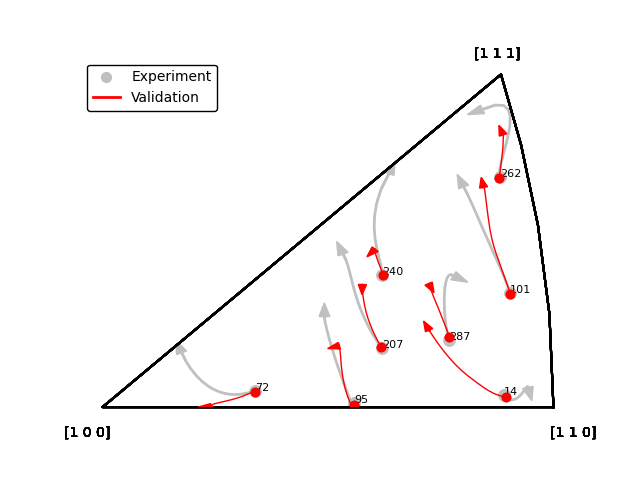 [1 1 1]
Experiment
Validation
262
240
101
287
207
72
95
14
[1 0 0]
[1 1 0]